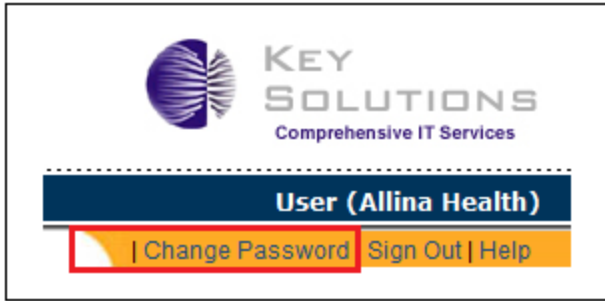 KEY
SOLUTIONS
Comprehensive IT Services
User (Allina Health)
| Change Password Sign Out | Help